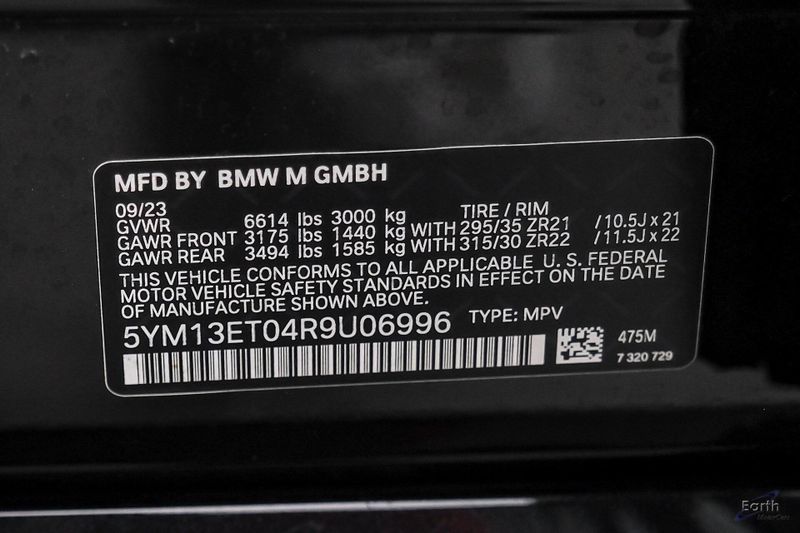 MFD BY BMW M GMBH
09/23 TIRE / RIM
GVWR 6614 lbs 3000 kg
GAWR FRONT 3175 lbs 1440 kg WITH 295/35 ZR21 /10.5J x 21
GAWR REAR 3494 lbs 1585 kg WITH 315/30 ZR22 /11.5J x 22
THIS VEHICLE CONFORMS TO ALL APPLICABLE U. S. FEDERAL
MOTOR VEHICLE SAFETY STANDARDS IN EFFECT ON THE DATE
OF MANUFACTURE SHOWN ABOVE.
5YM13ET04R9U06996 TYPE: MPV
475M
7 320 729
Earth
MotorCars